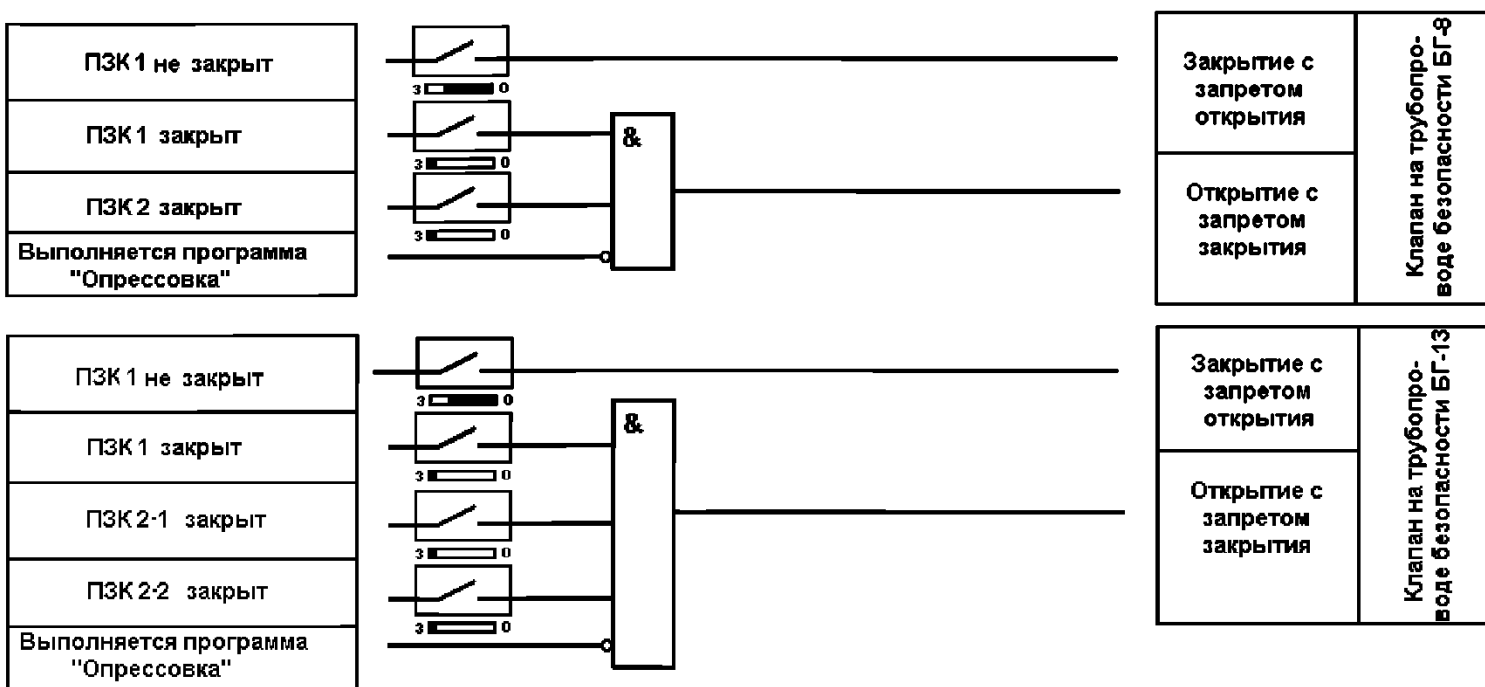 ПЗК 1 не закрыт
З О
Закрытие с
запретом
открытия
ПЗК 1 закрыт
&
З О
ПЗК 2 закрыт
З О
Открытие с
запретом
закрытия
Выполняется программа
"Опрессовка"
Клапан на трубопро-
воде безопасности БГ-8
ПЗК 1 не закрыт
З О
Закрытие с
запретом
открытия
ПЗК 1 закрыт
&
З О
ПЗК 2-1 закрыт
З О
Открытие с
запретом
закрытия
ПЗК 2-2 закрыт
З О
Выполняется программа
"Опрессовка"
Клапан на трубопро-
воде безопасности БГ-13